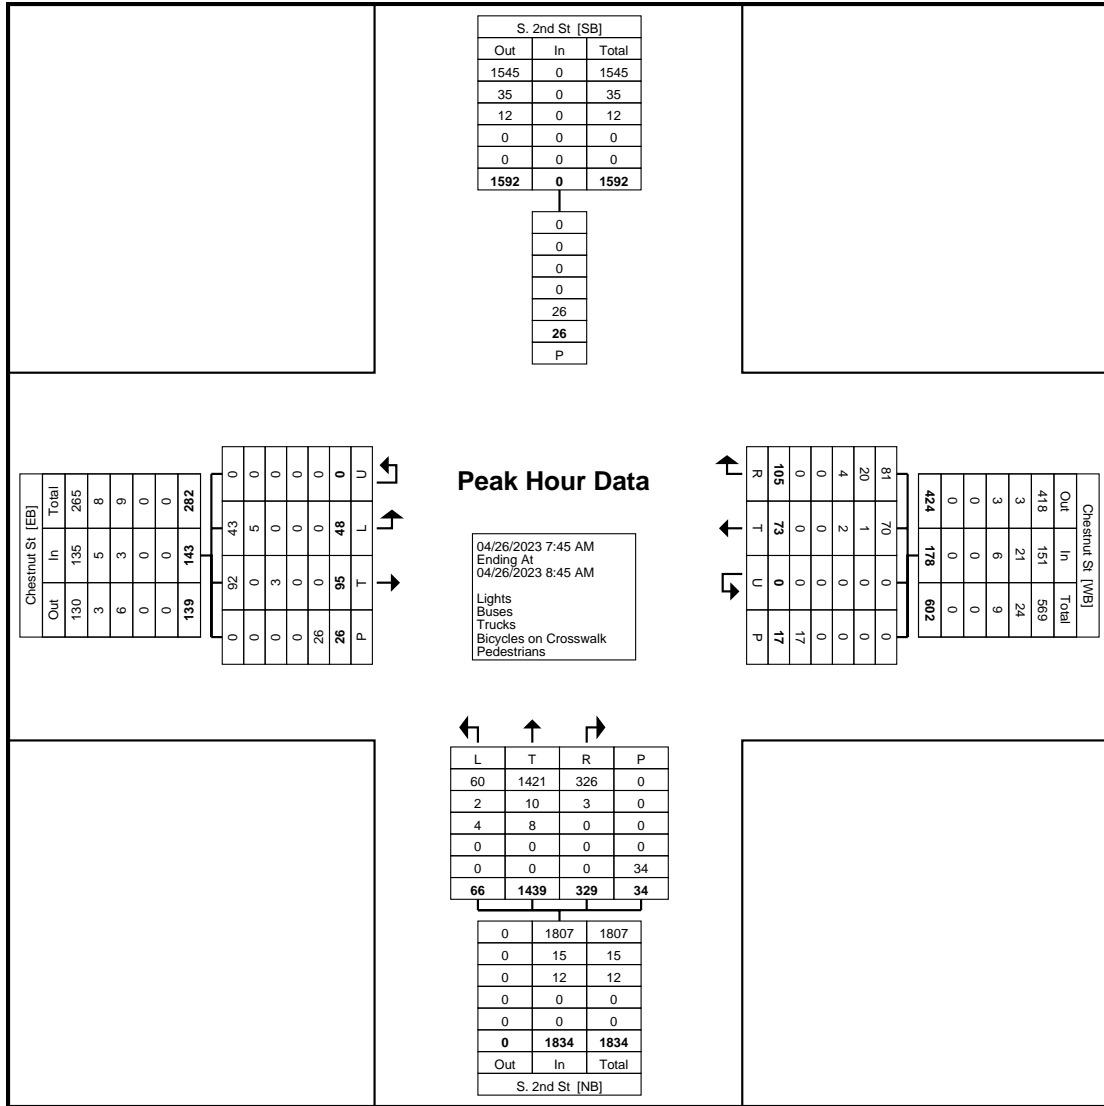 S. 2nd St [SB]
Out In Total
1545 0 1545
35 0 35
12 0 12
0 0 0
0 0 0
1592 0 1592
0
0
0
0
26
26
P
Chestnut St [EB]
Total 265 8 9 0 0 282
In 135 5 3 0 0 143
Out 130 3 6 0 0 139
0 0 0 0 0 0 U
43 5 0 0 0 48 L
92 0 3 0 0 95 T
0 0 0 0 26 26 P
Peak Hour Data
04/26/2023 7:45 AM
Ending At
04/26/2023 8:45 AM
Lights
Buses
Trucks
Bicycles on Crosswalk
Pedestrians
R 105 0 0 4 20 81
T 73 0 0 2 1 70
U 0 0 0 0 0 0
P 17 17 0 0 0 0
Chestnut St [WB]
424 0 0 3 3 418 Out
178 0 0 6 21 151 In
602 0 0 9 24 569 Total
L T R P
60 1421 326 0
2 10 3 0
4 8 0 0
0 0 0 0
0 0 0 34
66 1439 329 34
0 1807 1807
0 15 15
0 12 12
0 0 0
0 0 0
0 1834 1834
Out In Total
S. 2nd St [NB]